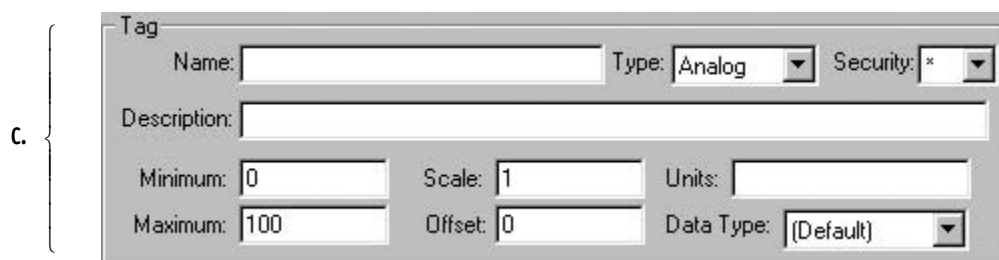 Tag
Name: Type: Analog Security: *
Description:
C.
Minimum: 0 Scale: 1 Units:
Maximum: 100 Offset: 0 Data Type: (Default)